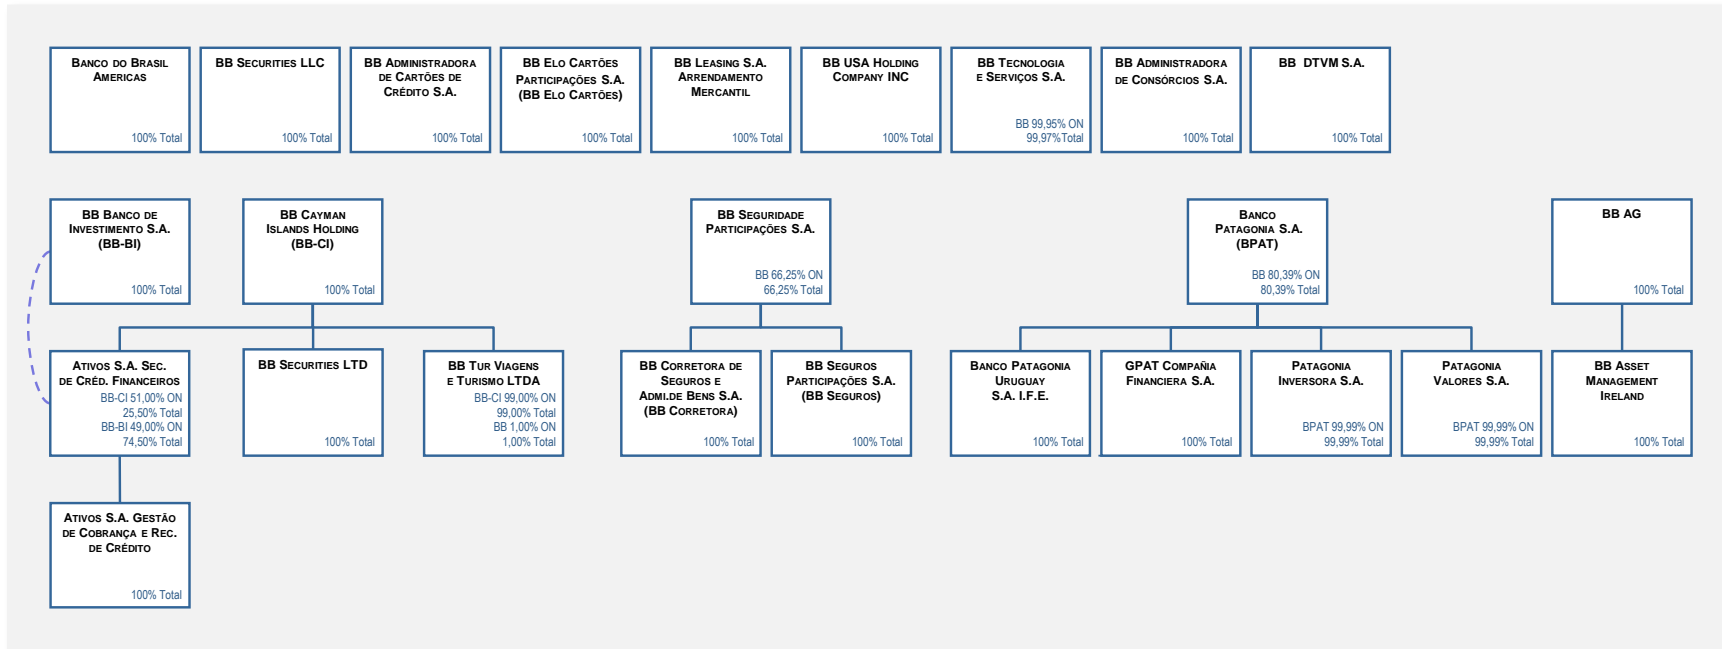 BANCO DO BRASIL
AMERICAS
100% Total
BB SECURITIES LLC
100% Total
BB ADMINISTRADORA
DE CARTÕES DE
CRÉDITO S.A.
100% Total
BB ELO CARTÕES
PARTICIPAÇÕES S.A.
(BB ELO CARTÕES)
100% Total
BB LEASING S.A.
ARRENDAMENTO
MERCANTIL
100% Total
BB USA HOLDING
COMPANY INC
100% Total
BB TECNOLOGIA
E SERVIÇOS S.A.
BB 99,95% ON
99,97%Total
BB ADMINISTRADORA
DE CONSÓRCIOS S.A.
100% Total
BB DTVM S.A.
100% Total
BB BANCO DE
INVESTIMENTO S.A.
(BB-BI)
100% Total
BB CAYMAN
ISLANDS HOLDING
(BB-CI)
100% Total
BB SEGURIDADE
PARTICIPAÇÕES S.A.
BB 66,25% ON
66,25% Total
BANCO
PATAGONIA S.A.
(BPAT)
BB 80,39% ON
80,39% Total
BB AG
100% Total
ATIVOS S.A. SEC.
DE CRÉD. FINANCEIROS
BB-CI 51,00% ON
25,50% Total
BB-BI 49,00% ON
74,50% Total
BB SECURITIES LTD
100% Total
BB TUR VIAGENS
E TURISMO LTDA
BB-CI 99,00% ON
99,00% Total
BB 1,00% ON
1,00% Total
BB CORRETORA DE
SEGUROS E
ADMI.DE BENS S.A.
(BB CORRETORA)
100% Total
BB SEGUROS
PARTICIPAÇÕES S.A.
(BB SEGUROS)
100% Total
BANCO PATAGONIA
URUGUAY
S.A. I.F.E.
100% Total
GPAT COMPAÑIA
FINANCIERA S.A.
100% Total
PATAGONIA
INVERSORA S.A.
BPAT 99,99% ON
99,99% Total
PATAGONIA
VALORES S.A.
BPAT 99,99% ON
99,99% Total
BB ASSET
MANAGEMENT
IRELAND
100% Total
ATIVOS S.A. GESTÃO
DE COBRANÇA E REC.
DE CRÉDITO
100% Total